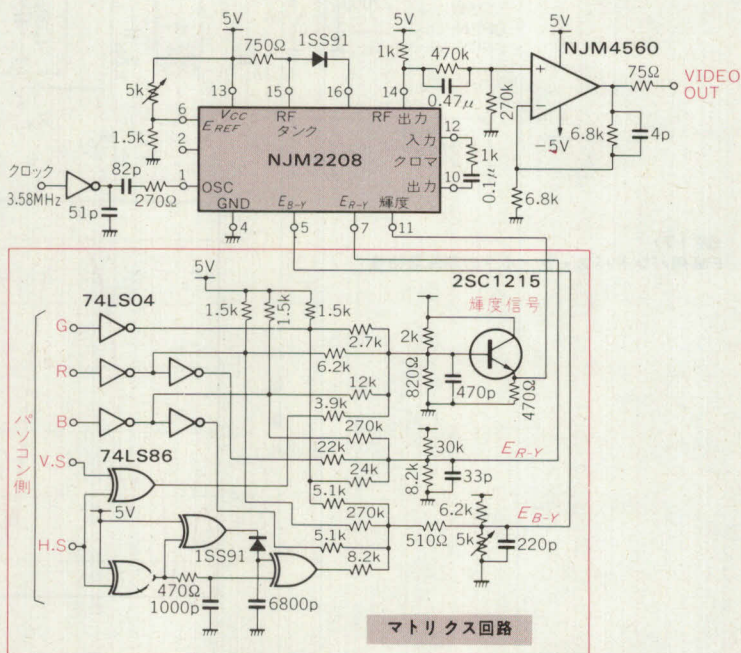 5V
5V
5V
750Ω
1SS91
1k
470k
NJM4560
5k
13
15
16
14
0.47μ
270k
75Ω
VIDEO OUT
1.5k
6
VCC
EREF
RF
タンク
RF 出力
2
NJM2208
入力
12
クロマ
出力
10
1k
0.1μ
6.8k
4p
-5V
6.8k
クロック
3.58MHz
82p
51p
270Ω
1
OSC
GND
EB-Y
ER-Y
輝度
4
5
7
11
5V
74LS04
1.5k
1.5k
1.5k
2SC1215
輝度信号
G
R
B
V.S
H.S
パソコン側
2.7k
6.2k
12k
3.9k
270k
22k
24k
5.1k
270k
5.1k
8.2k
2k
820Ω
470p
470Ω
30k
8.2k
33p
ER-Y
6.2k
EB-Y
510Ω
5k
220p
74LS86
5V
1SS91
470Ω
1000p
6800p
マトリクス回路